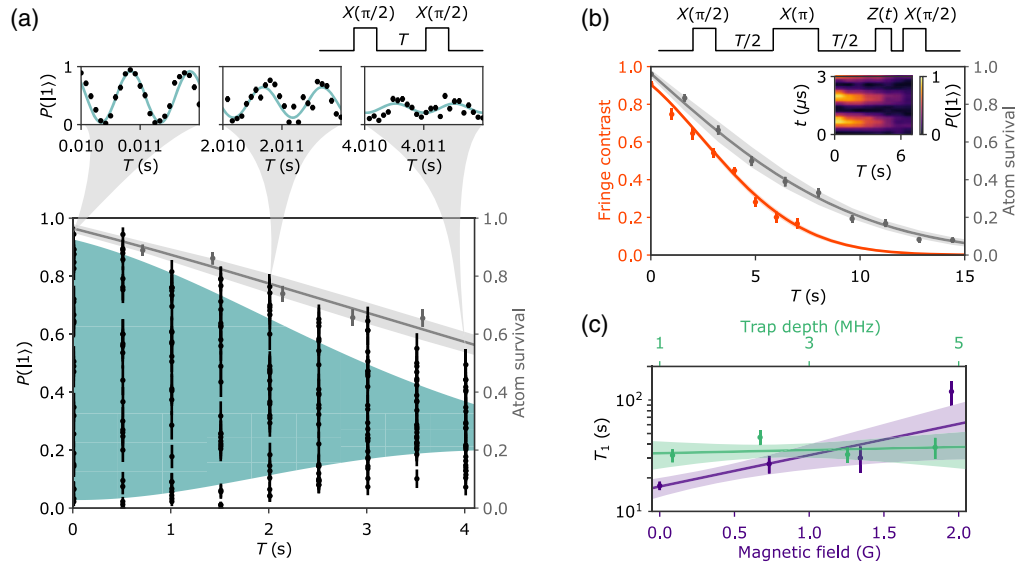 (a)
X(π/2) X(π/2)
T
P(|1⟩)
1
0
0.010 0.011
T (s)
2.010 2.011
T (s)
4.010 4.011
T (s)
P(|1⟩)
1.0
0.8
0.6
0.4
0.2
0.0
0 1 2 3 4
T (s)
1.0
0.8
0.6
0.4
0.2
0.0
Atom survival
(b)
X(π/2) X(π) Z(t) X(π/2)
T/2 T/2
Fringe contrast
1.0
0.8
0.6
0.4
0.2
0.0
0 5 10 15
T (s)
1.0
0.8
0.6
0.4
0.2
0.0
Atom survival
t (μs)
3
0
0 6
T (s)
1
0
P(|1⟩)
(c)
Trap depth (MHz)
1 3 5
T₁ (s)
10²
10¹
0.0 0.5 1.0 1.5 2.0
Magnetic field (G)